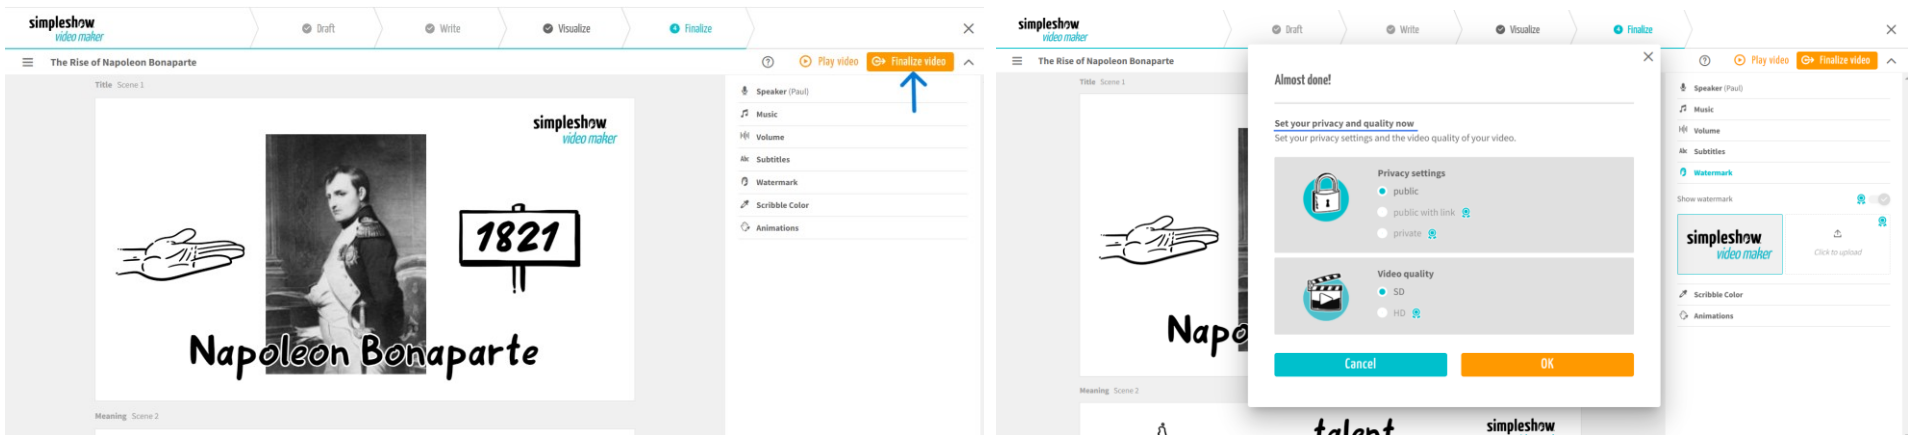 simpleshow
video maker
Draft
Write
Visualize
4 Finalize
The Rise of Napoleon Bonaparte
Play video
Finalize video
Title Scene 1
simpleshow
video maker
1821
Napoleon Bonaparte
Meaning Scene 2
Speaker (Paul)
Music
Volume
Abc Subtitles
Watermark
Scribble Color
Animations
simpleshow
video maker
Draft
Write
Visualize
4 Finalize
The Rise of Napoleon Bonaparte
Play video
Finalize video
Title Scene 1
Napo
Meaning Scene 2
talent
simpleshow
Almost done!
Set your privacy and quality now
Set your privacy settings and the video quality of your video.
Privacy settings
public
public with link
private
Video quality
SD
HD
Cancel
OK
Speaker (Paul)
Music
Volume
Abc Subtitles
Watermark
Show watermark
simpleshow
video maker
Click to upload
Scribble Color
Animations